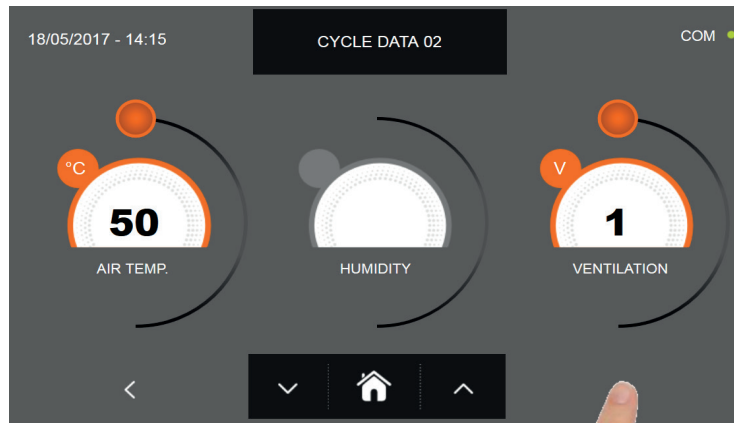 18/05/2017 - 14:15
CYCLE DATA 02
COM
°C
50
AIR TEMP.
HUMIDITY
V
1
VENTILATION